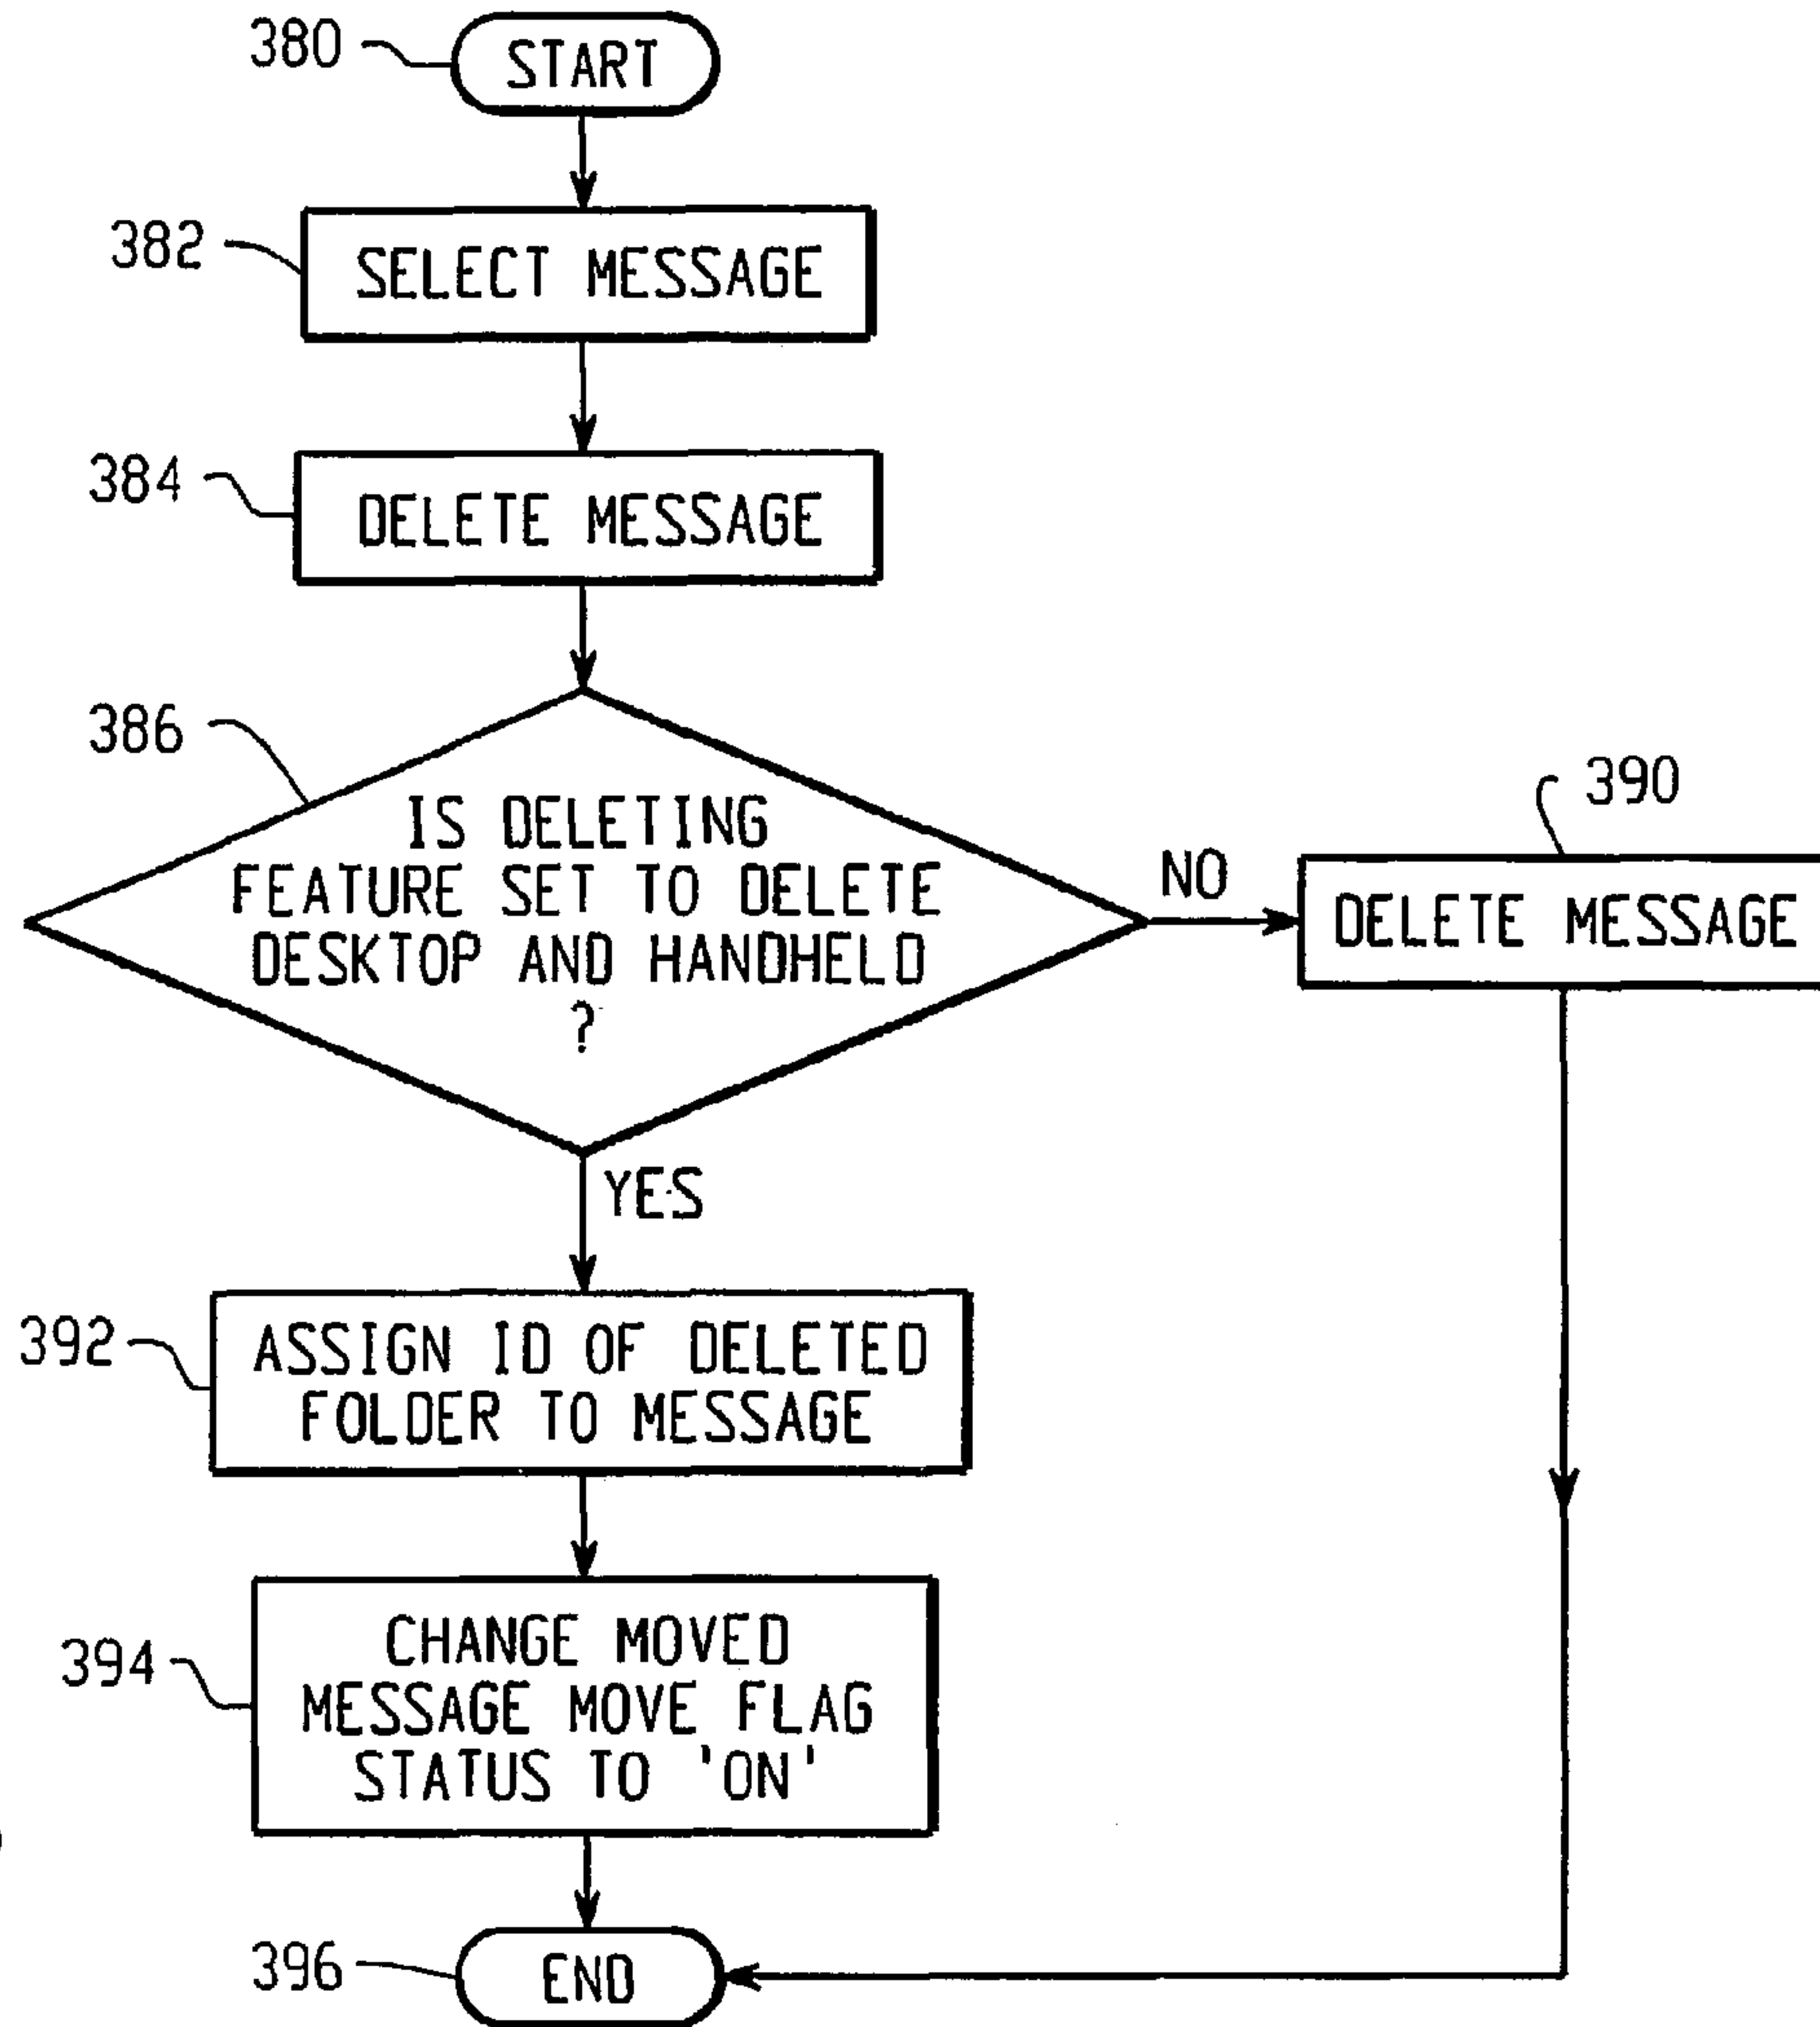 380
START
382
SELECT MESSAGE
384
DELETE MESSAGE
386
IS DELETING
FEATURE SET TO DELETE
DESKTOP AND HANDHELD
?
NO
390
DELETE MESSAGE
YES
392
ASSIGN ID OF DELETED
FOLDER TO MESSAGE
394
CHANGE MOVED
MESSAGE MOVE FLAG
STATUS TO 'ON'
396
END